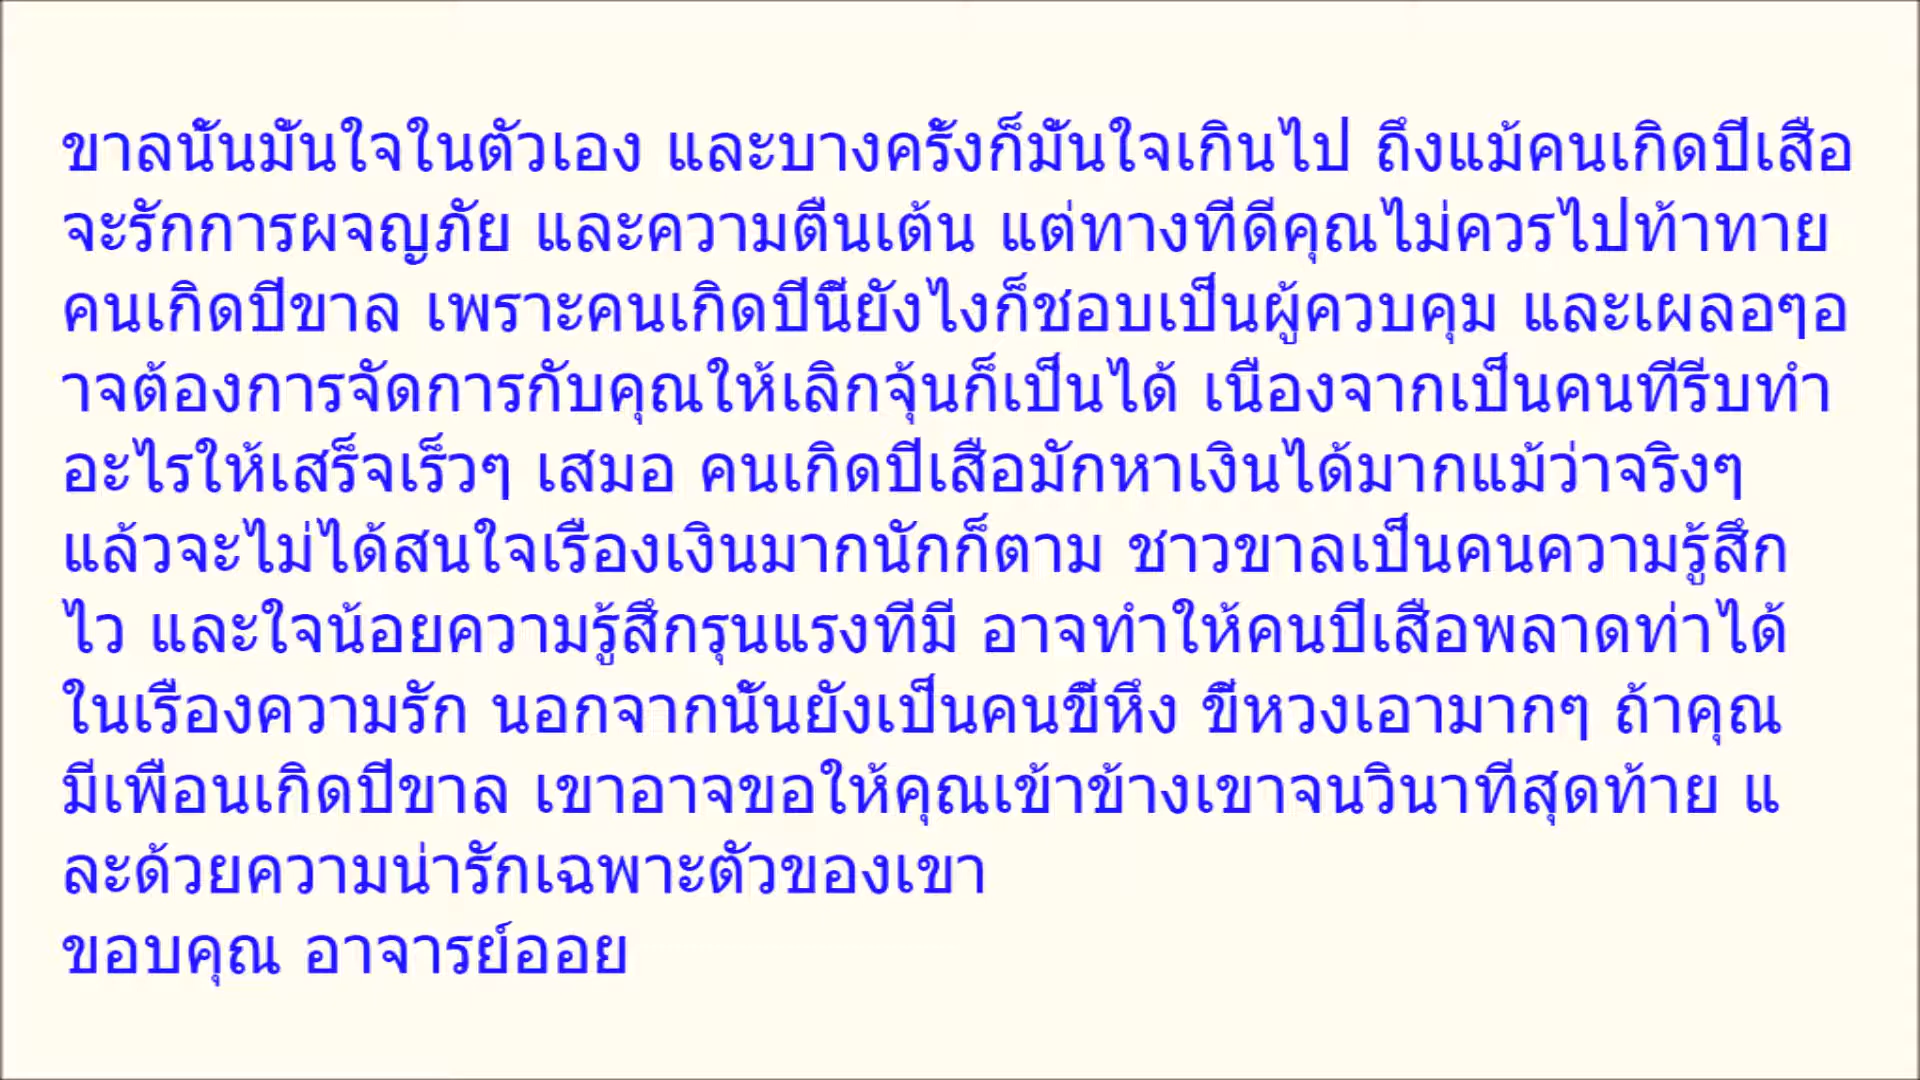 ขาลนั้นมั่นใจในตัวเอง และบางครั้งก็มั่นใจเกินไป ถึงแม้คนเกิดปีเสือ
จะรักการผจญภัย และความตื่นเต้น แต่ทางที่ดีคุณไม่ควรไปท้าทาย
คนเกิดปีขาล เพราะคนเกิดปีนี้ยังไงก็ชอบเป็นผู้ควบคุม และเผลอๆอ
าจต้องการจัดการกับคุณให้เลิกจุ้นก็เป็นได้ เนื่องจากเป็นคนที่รีบทำ
อะไรให้เสร็จเร็วๆ เสมอ คนเกิดปีเสือมักหาเงินได้มากแม้ว่าจริงๆ
แล้วจะไม่ได้สนใจเรื่องเงินมากนักก็ตาม ชาวขาลเป็นคนความรู้สึก
ไว และใจน้อยความรู้สึกรุนแรงที่มี อาจทำให้คนปีเสือพลาดท่าได้
ในเรื่องความรัก นอกจากนั้นยังเป็นคนขี้หึง ขี้หวงเอามากๆ ถ้าคุณ
มีเพื่อนเกิดปีขาล เขาอาจขอให้คุณเข้าข้างเขาจนวินาทีสุดท้าย แ
ละด้วยความน่ารักเฉพาะตัวของเขา
ขอบคุณ อาจารย์ออย